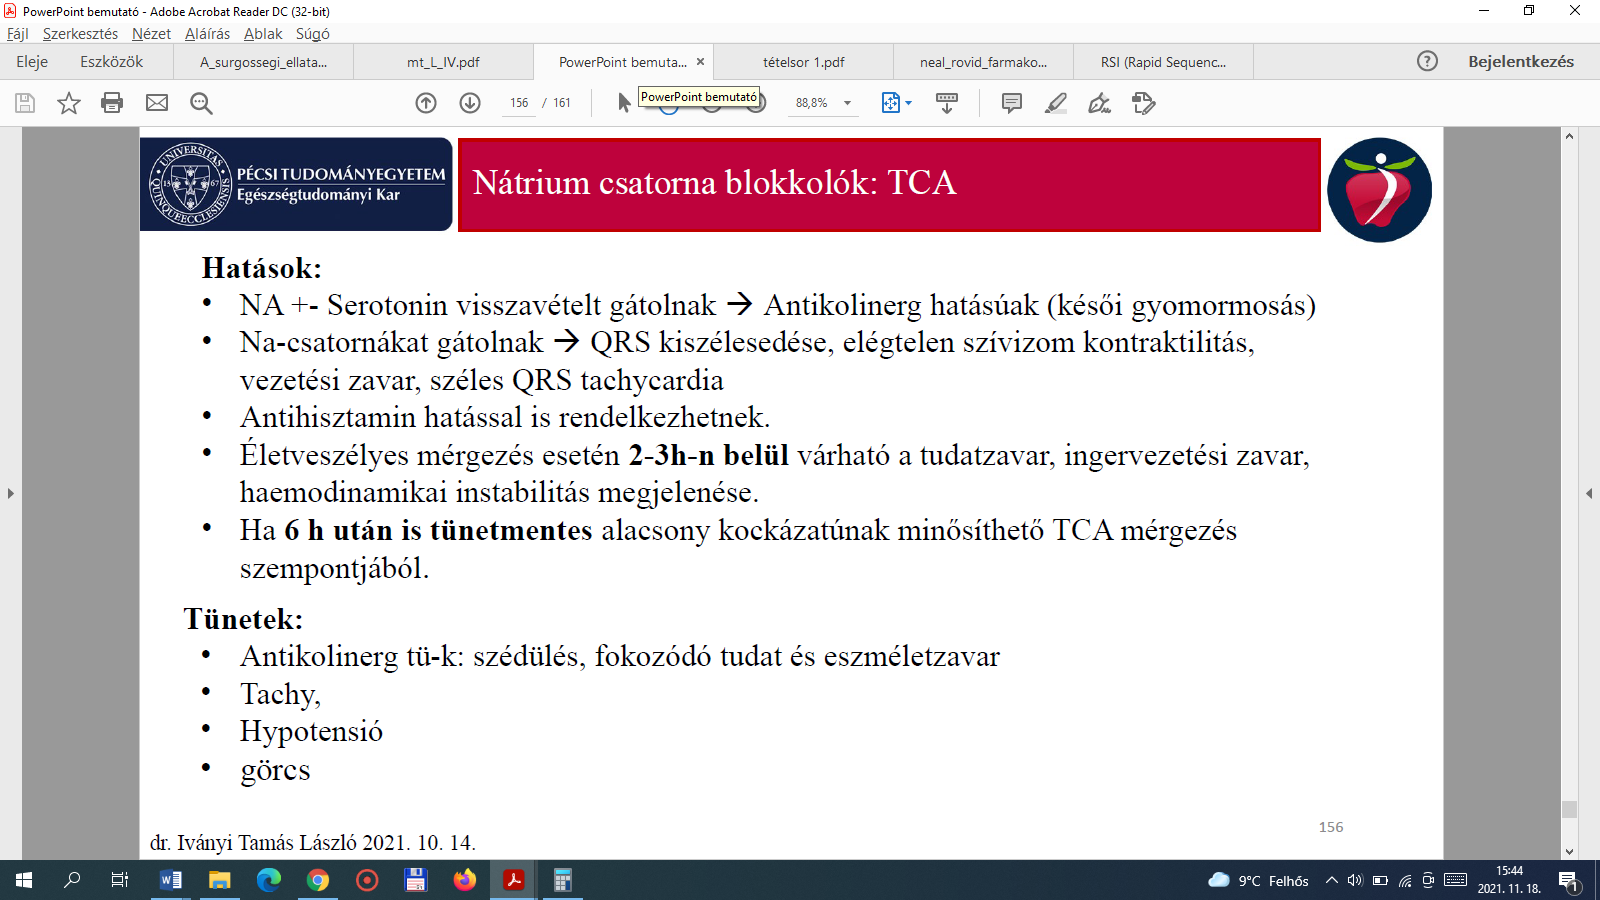 PowerPoint bemutató - Adobe Acrobat Reader DC (32-bit)
Fájl Szerkesztés Nézet Aláírás Ablak Súgó
Eleje Eszközök A_surgossegi_ellata... mt_L_IV.pdf PowerPoint bemuta... × tételsor 1.pdf neal_rovid_farmako... RSI (Rapid Sequenc... ? Bejelentkezés
156 / 161 88,8%
PowerPoint bemutató
UNIVERSITAS QUINQUEECCLESIENSIS
13 67
PÉCSI TUDOMÁNYEGYETEM
Egészségtudományi Kar
Nátrium csatorna blokkolók: TCA
Hatások:
• NA +- Serotonin visszavételt gátolnak → Antikolinerg hatásúak (késői gyomormosás)
• Na-csatornákat gátolnak → QRS kiszélesedése, elégtelen szívizom kontraktilitás,
vezetési zavar, széles QRS tachycardia
• Antihisztamin hatással is rendelkezhetnek.
• Életveszélyes mérgezés esetén 2-3h-n belül várható a tudatzavar, ingervezetési zavar,
haemodinamikai instabilitás megjelenése.
• Ha 6 h után is tünetmentes alacsony kockázatúnak minősíthető TCA mérgezés
szempontjából.
Tünetek:
• Antikolinerg tü-k: szédülés, fokozódó tudat és eszméletzavar
• Tachy,
• Hypotensió
• görcs
156
dr. Iványi Tamás László 2021. 10. 14.
9°C Felhős
15:44
2021. 11. 18.
1